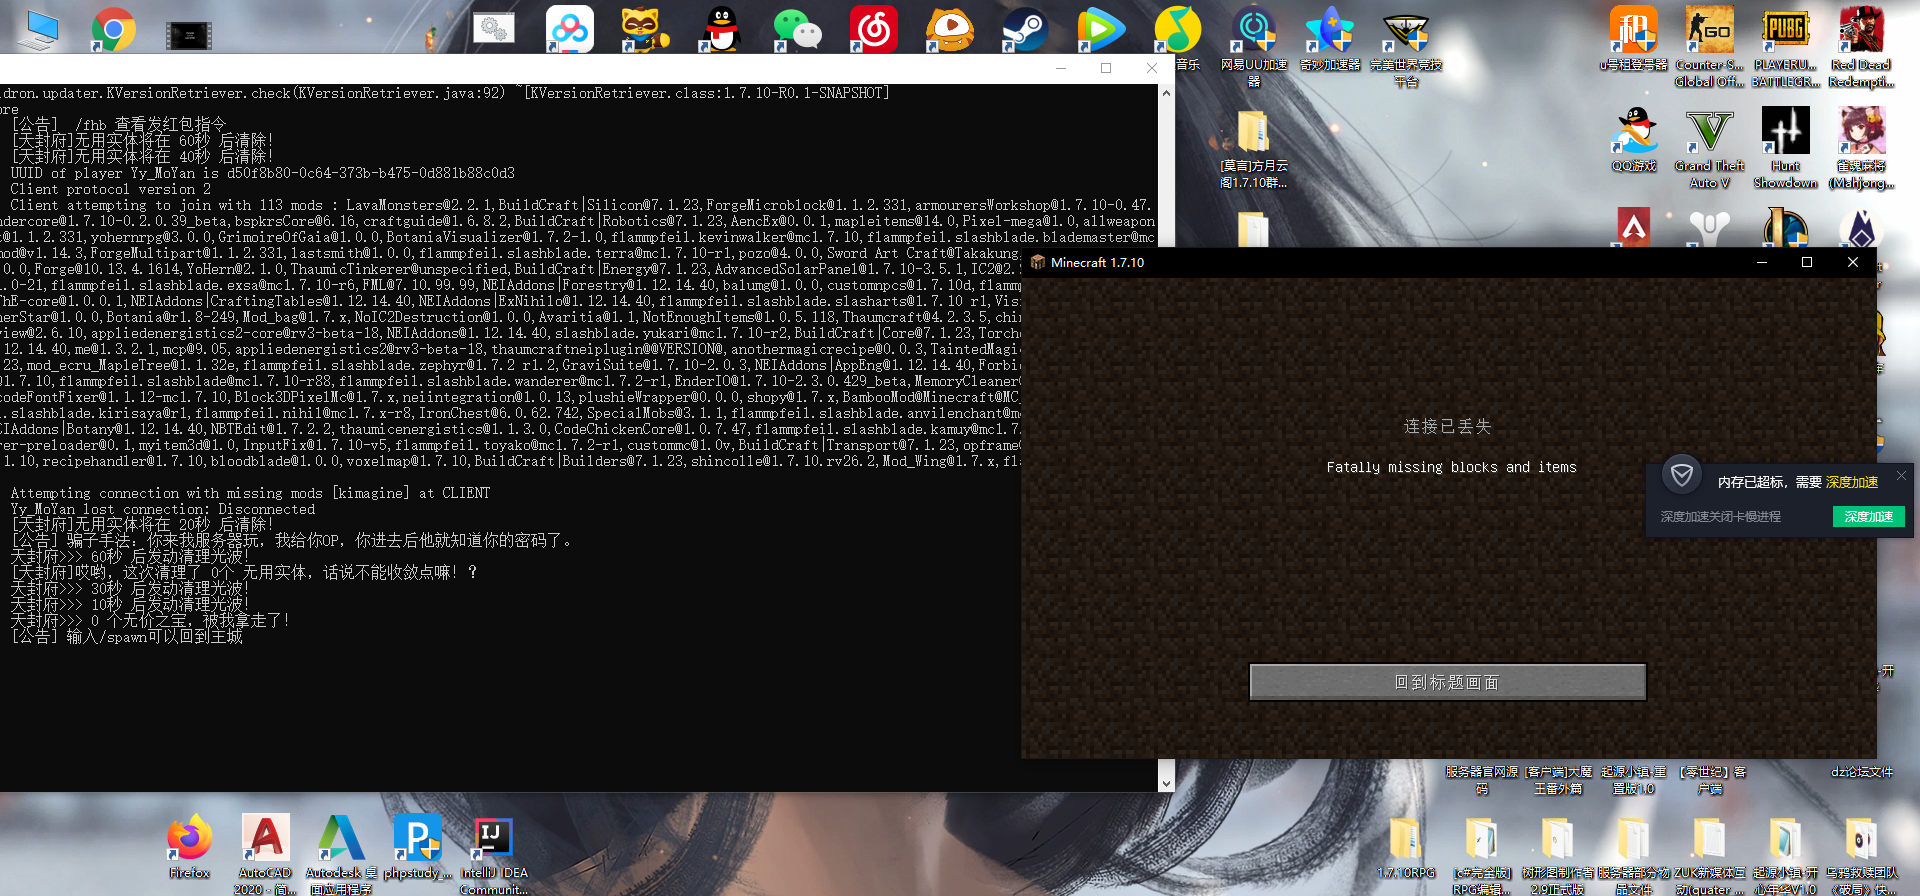 音乐
网易UU加速器
奇妙加速器
完美世界竞技平台
u号租登号器
Counter-S... Global Off...
PLAYERU... BATTLEGR...
Red Dead Redempti...
dron.updater.KVersionRetriever.check(KVersionRetriever.java:92) ~[KVersionRetriever.class:1.7.10-R0.1-SNAPSHOT]
ore
[公告] /fhb 查看发红包指令
[天封府]无用实体将在 60秒 后清除!
[天封府]无用实体将在 40秒 后清除!
UUID of player Yy_MoYan is d50f8b80-0c64-373b-b475-0d881b88c0d3
Client protocol version 2
Client attempting to join with 113 mods : LavaMonsters@2.2.1,BuildCraft|Silicon@7.1.23,ForgeMicroblock@1.1.2.331,armourersWorkshop@1.7.10-0.47.
ndercore@1.7.10-0.2.0.39_beta,bspkrsCore@6.16,craftguide@1.6.8.2,BuildCraft|Robotics@7.1.23,AencEx@0.0.1,mapleitems@14.0,Pixel-mega@1.0,allweapon
t@1.1.2.331,yohernrpg@3.0.0,GrimoireOfGaia@1.0.0,BotaniaVisualizer@1.7.2-1.0,flammpfeil.kevinwalker@mc1.7.10,flammpfeil.slashblade.blademaster@mc
mod@v1.14.3,ForgeMultipart@1.1.2.331,lastsmith@1.0.0,flammpfeil.slashblade.terra@mc1.7.10-r1,pozo@4.0.0,Sword Art Craft@Takakung,
.0.0,Forge@10.13.4.1614,YoHern@2.1.0,ThaumicTinkerer@unspecified,BuildCraft|Energy@7.1.23,AdvancedSolarPanel@1.7.10-3.5.1,IC2@2.2
1.0-21,flammpfeil.slashblade.exsa@mc1.7.10-r6,FML@7.10.99.99,NEIAddons|Forestry@1.12.14.40,balumg@1.0.0,customnpcs@1.7.10d,flamm
ThE-core@1.0.0.1,NEIAddons|CraftingTables@1.12.14.40,NEIAddons|ExNihilo@1.12.14.40,flammpfeil.slashblade.slasharts@1.7.10 r1,Vis
nerStar@1.0.0,Botania@r1.8-249,Mod_bag@1.7.x,NoIC2Destruction@1.0.0,Avaritia@1.1,NotEnoughItems@1.0.5.118,Thaumcraft@4.2.3.5,chi
view@2.6.10,appliedenergistics2-core@rv3-beta-18,NEIAddons@1.12.14.40,slashblade.yukari@mc1.7.10-r2,BuildCraft|Core@7.1.23,Torch
12.14.40,me@1.3.2.1,mcp@9.05,appliedenergistics2@rv3-beta-18,thaumcraftneiplugin@@VERSION@,anothermagicrecipe@0.0.3,TaintedMagi
23,mod_ecru_MapleTree@1.1.32e,flammpfeil.slashblade.zephyr@1.7.2 r1.2,GraviSuite@1.7.10-2.0.3,NEIAddons|AppEng@1.12.14.40,Forbi
@1.7.10,flammpfeil.slashblade@mc1.7.10-r88,flammpfeil.slashblade.wanderer@mc1.7.2-r1,EnderIO@1.7.10-2.3.0.429_beta,MemoryCleaner
codeFontFixer@1.1.12-mc1.7.10,Block3DPixelMc@1.7.x,neiintegration@1.0.13,plushieWrapper@0.0.0,shopy@1.7.x,BambooMod@Minecraft@MC
l.slashblade.kirisaya@r1,flammpfeil.nihil@mc1.7.x-r8,IronChest@6.0.62.742,SpecialMobs@3.1.1,flammpfeil.slashblade.anvilenchant@m
EIAddons|Botany@1.12.14.40,NBTEdit@1.7.2.2,thaumicenergistics@1.1.3.0,CodeChickenCore@1.0.7.47,flammpfeil.slashblade.kamuy@mc1.7
rer-preloader@0.1,myitem3d@1.0,InputFix@1.7.10-v5,flammpfeil.toyako@mc1.7.2-r1,custommc@1.0v,BuildCraft|Transport@7.1.23,opframe
1.10,recipehandler@1.7.10,bloodblade@1.0.0,voxelmap@1.7.10,BuildCraft|Builders@7.1.23,shincolle@1.7.10.rv26.2,Mod_Wing@1.7.x,fl
Attempting connection with missing mods [kimagine] at CLIENT
Yy_MoYan lost connection: Disconnected
[天封府]无用实体将在 20秒 后清除!
[公告] 骗子手法: 你来我服务器玩, 我给你OP, 你进去后他就知道你的密码了。
天封府>>> 60秒 后发动清理光波!
[天封府]哎哟, 这次清理了 0个 无用实体, 话说不能收敛点嘛! ?
天封府>>> 30秒 后发动清理光波!
天封府>>> 10秒 后发动清理光波!
天封府>>> 0 个无价之宝, 被我拿走了!
[公告] 输入/spawn可以回到主城
[莫言]方月云阁1.7.10群...
QQ游戏
Grand Theft Auto V
Hunt Showdown
雀魂麻将(Mahjong...
Minecraft 1.7.10
连接已丢失
Fatally missing blocks and items
回到标题画面
内存已超标，需要 深度加速
深度加速关闭卡慢进程
深度加速
服务器官网源码
[客户端]大魔王番外篇
起源小镇·重置版1.0
【零世纪】客户端
dz论坛文件
Firefox
AutoCAD 2020 - 简...
Autodesk 桌面应用程序
phpstudy_...
IntelliJ IDEA Communit...
1.7.10RPG
[c#完全版]RPG编辑...
树形图制作者2.9正式版
服务器部分物品文件
ZUK新媒体互动(quater_...
起源小镇·开心年华V1.0
乌鸦救赎团队《破局》快...